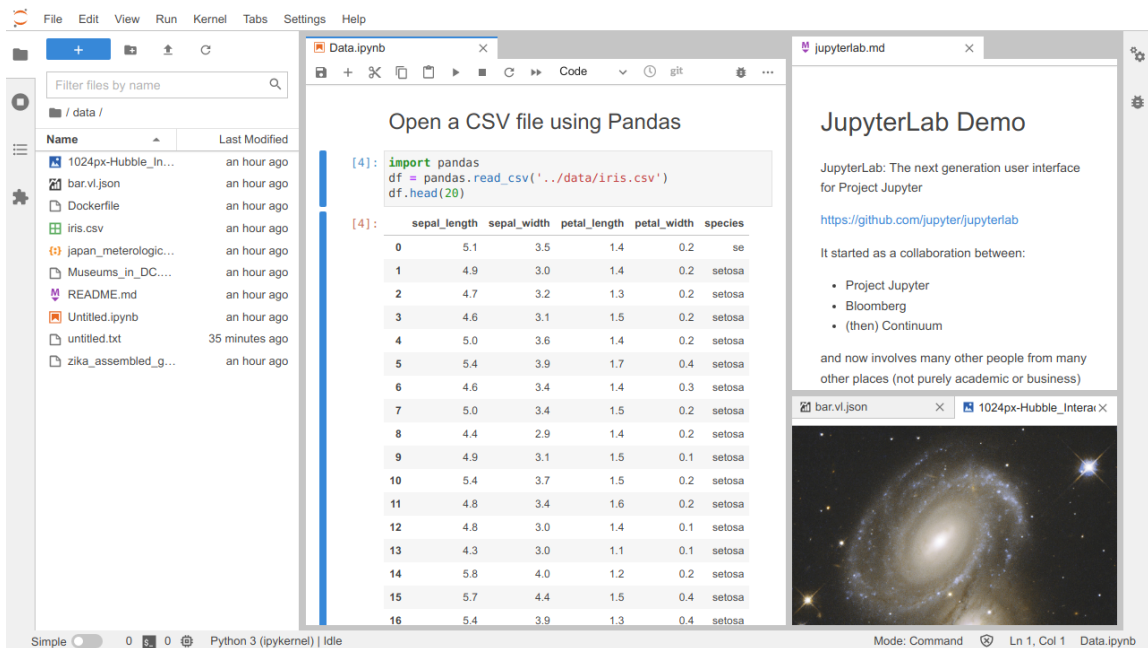 File Edit View Run Kernel Tabs Settings Help
+
Filter files by name
/ data /
Name Last Modified
1024px-Hubble_In... an hour ago
bar.vl.json an hour ago
Dockerfile an hour ago
iris.csv an hour ago
japan_meterologic... an hour ago
Museums_in_DC.... an hour ago
README.md an hour ago
Untitled.ipynb an hour ago
untitled.txt 35 minutes ago
zika_assembled_g... an hour ago
Data.ipynb
Code git
Open a CSV file using Pandas
[4]: import pandas
df = pandas.read_csv('../data/iris.csv')
df.head(20)
[4]: sepal_length sepal_width petal_length petal_width species
0 5.1 3.5 1.4 0.2 se
1 4.9 3.0 1.4 0.2 setosa
2 4.7 3.2 1.3 0.2 setosa
3 4.6 3.1 1.5 0.2 setosa
4 5.0 3.6 1.4 0.2 setosa
5 5.4 3.9 1.7 0.4 setosa
6 4.6 3.4 1.4 0.3 setosa
7 5.0 3.4 1.5 0.2 setosa
8 4.4 2.9 1.4 0.2 setosa
9 4.9 3.1 1.5 0.1 setosa
10 5.4 3.7 1.5 0.2 setosa
11 4.8 3.4 1.6 0.2 setosa
12 4.8 3.0 1.4 0.1 setosa
13 4.3 3.0 1.1 0.1 setosa
14 5.8 4.0 1.2 0.2 setosa
15 5.7 4.4 1.5 0.4 setosa
16 5.4 3.9 1.3 0.4 setosa
jupyterlab.md
JupyterLab Demo
JupyterLab: The next generation user interface
for Project Jupyter
https://github.com/jupyter/jupyterlab
It started as a collaboration between:
• Project Jupyter
• Bloomberg
• (then) Continuum
and now involves many other people from many
other places (not purely academic or business)
bar.vl.json 1024px-Hubble_Interac
Simple 0 0 Python 3 (ipykernel) | Idle Mode: Command Ln 1, Col 1 Data.ipynb